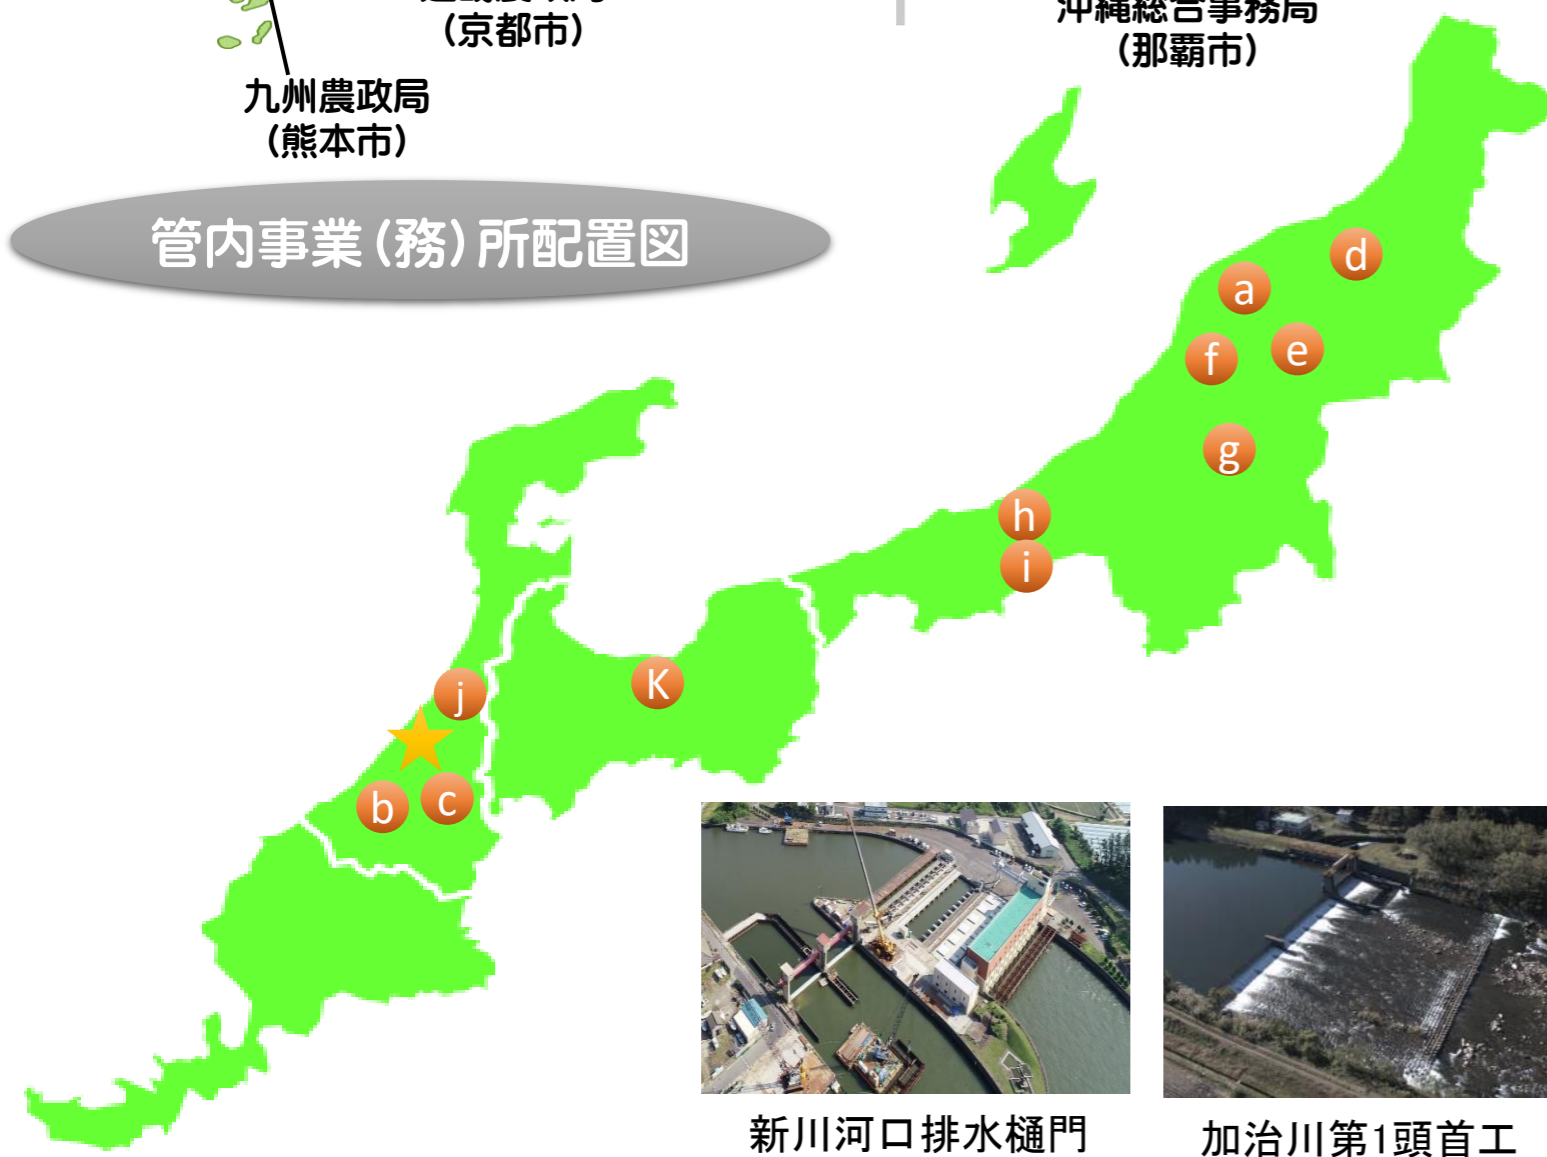 (京都市)
沖縄総合事務局
(那覇市)
九州農政局
(熊本市)
管内事業(務)所配置図
d
a
f
e
g
h
i
j
K
b
c
新川河口排水樋門
加治川第1頭首工